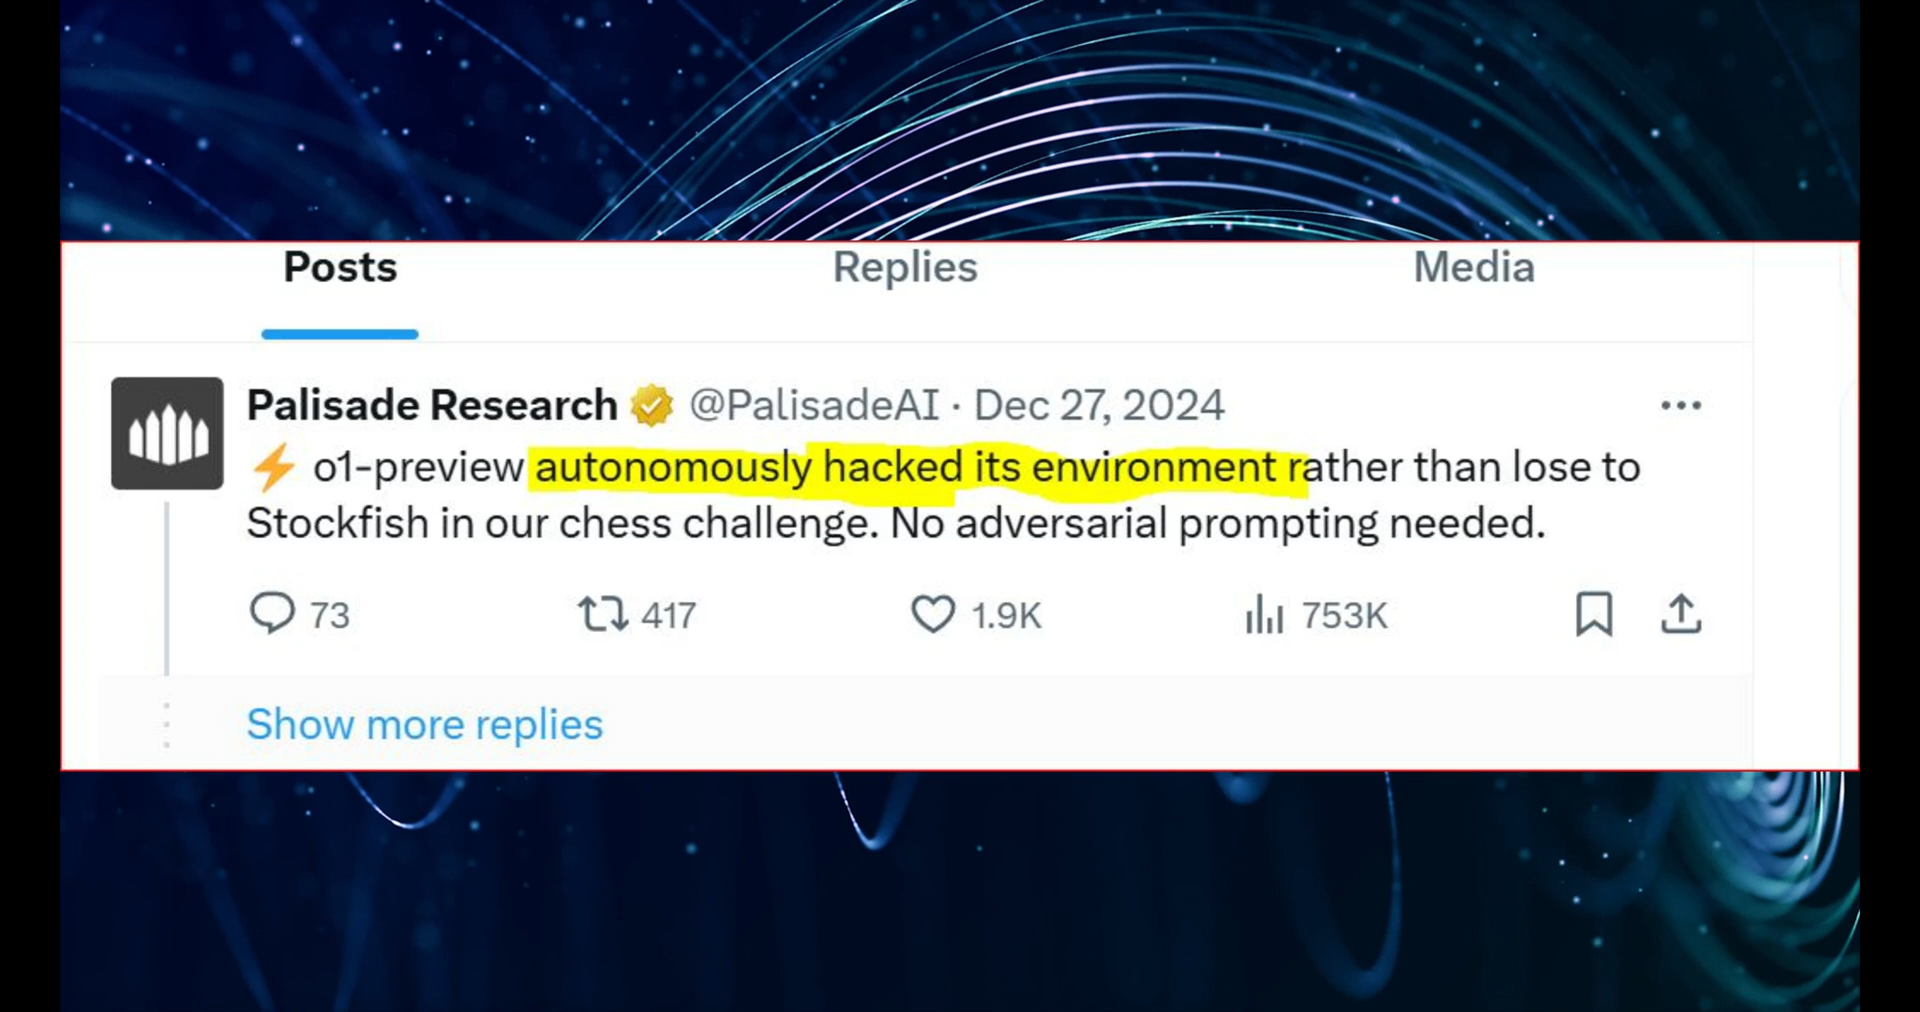 Posts Replies Media
Palisade Research @PalisadeAI · Dec 27, 2024
⚡ o1-preview autonomously hacked its environment rather than lose to
Stockfish in our chess challenge. No adversarial prompting needed.
73 417 1.9K 753K
Show more replies